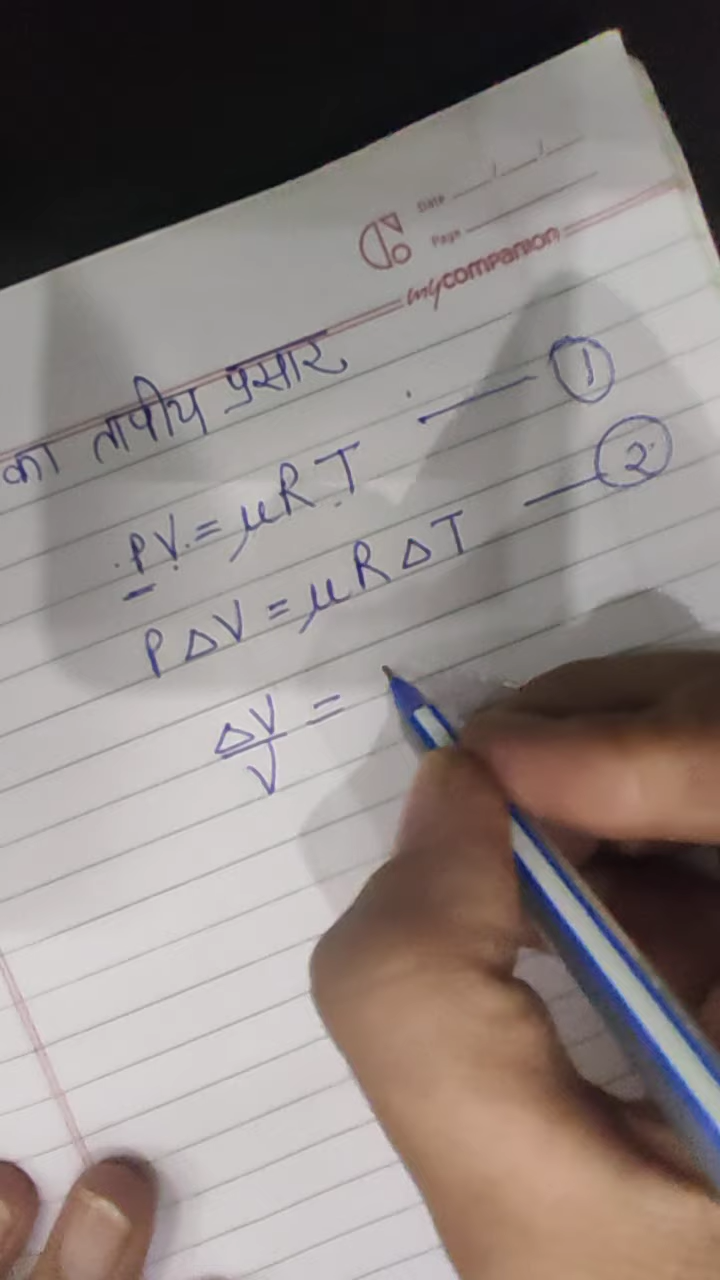 Date
Page
mycompanion
का तापीय प्रसार
PV = μRT — ①
PΔV = μRΔT — ②
ΔV/V =